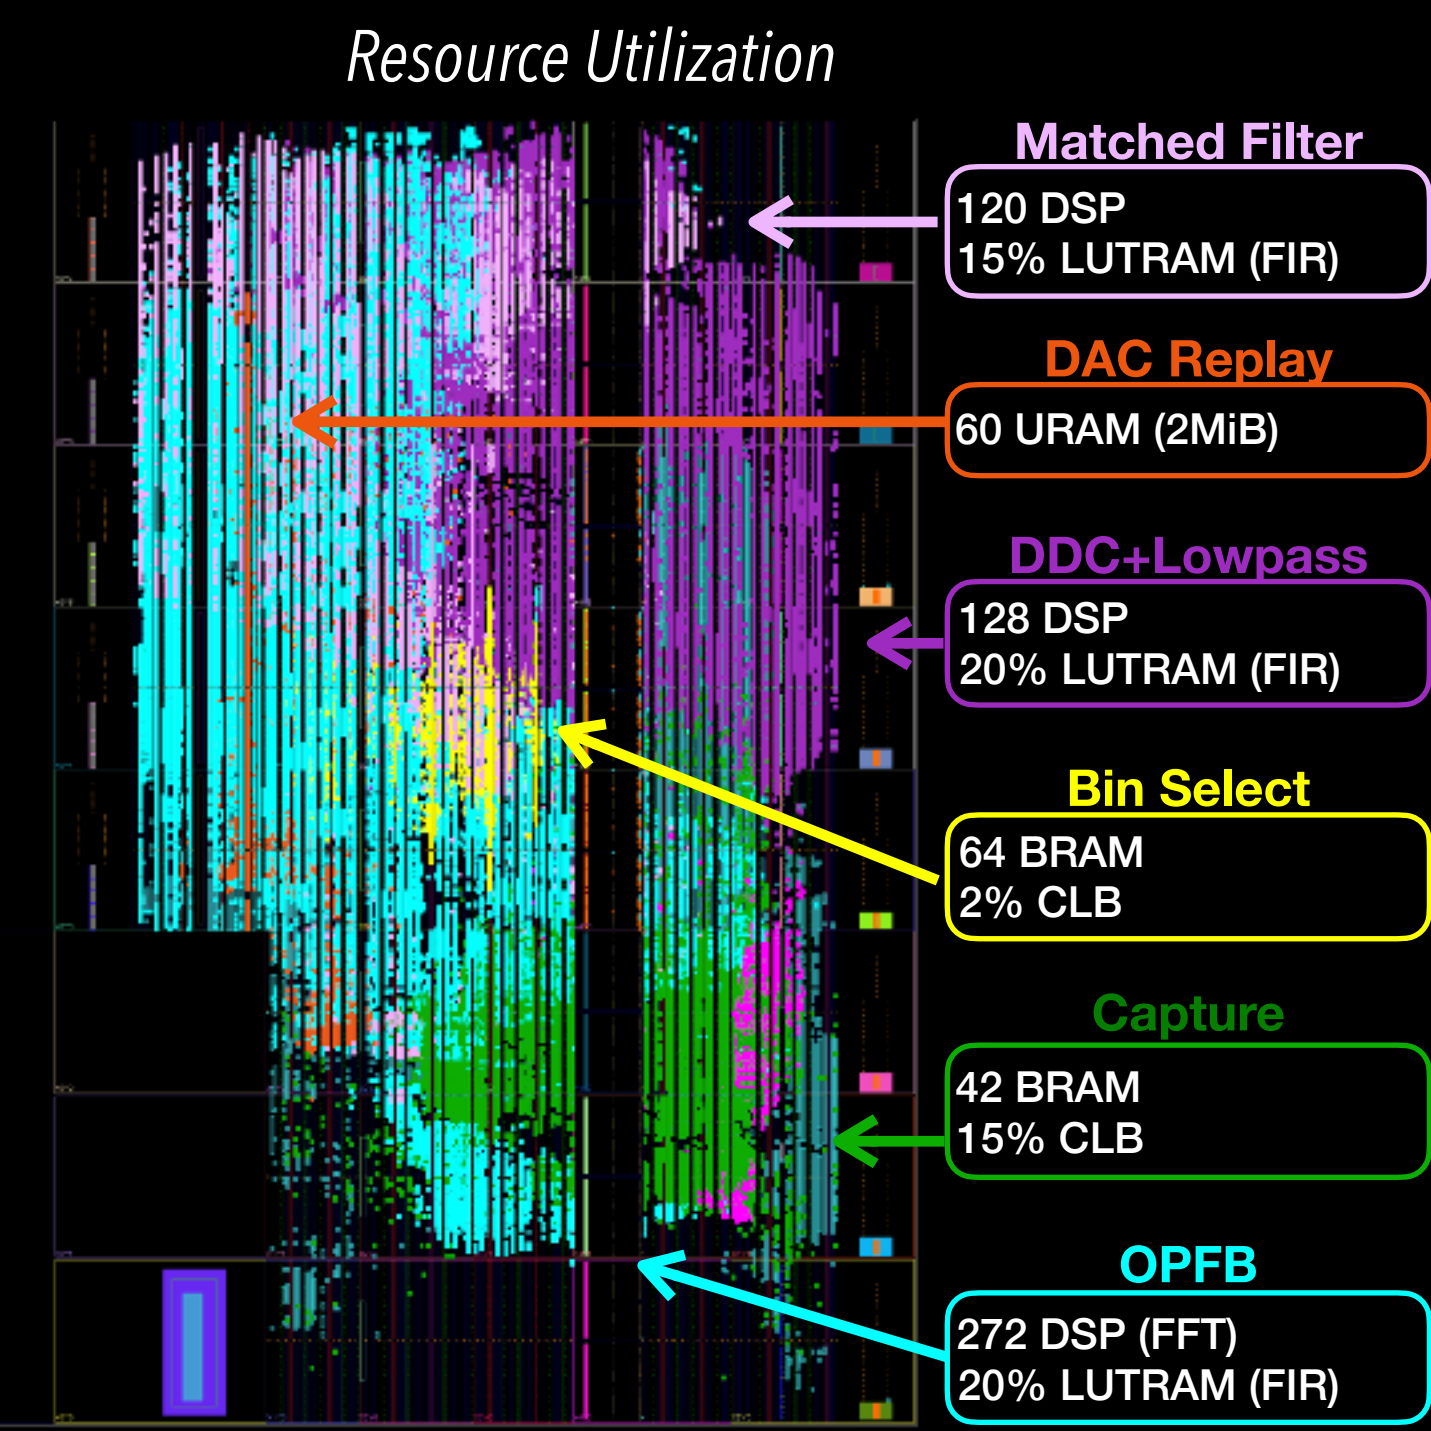 Resource Utilization
Matched Filter
120 DSP
15% LUTRAM (FIR)
DAC Replay
60 URAM (2MiB)
DDC+Lowpass
128 DSP
20% LUTRAM (FIR)
Bin Select
64 BRAM
2% CLB
Capture
42 BRAM
15% CLB
OPFB
272 DSP (FFT)
20% LUTRAM (FIR)